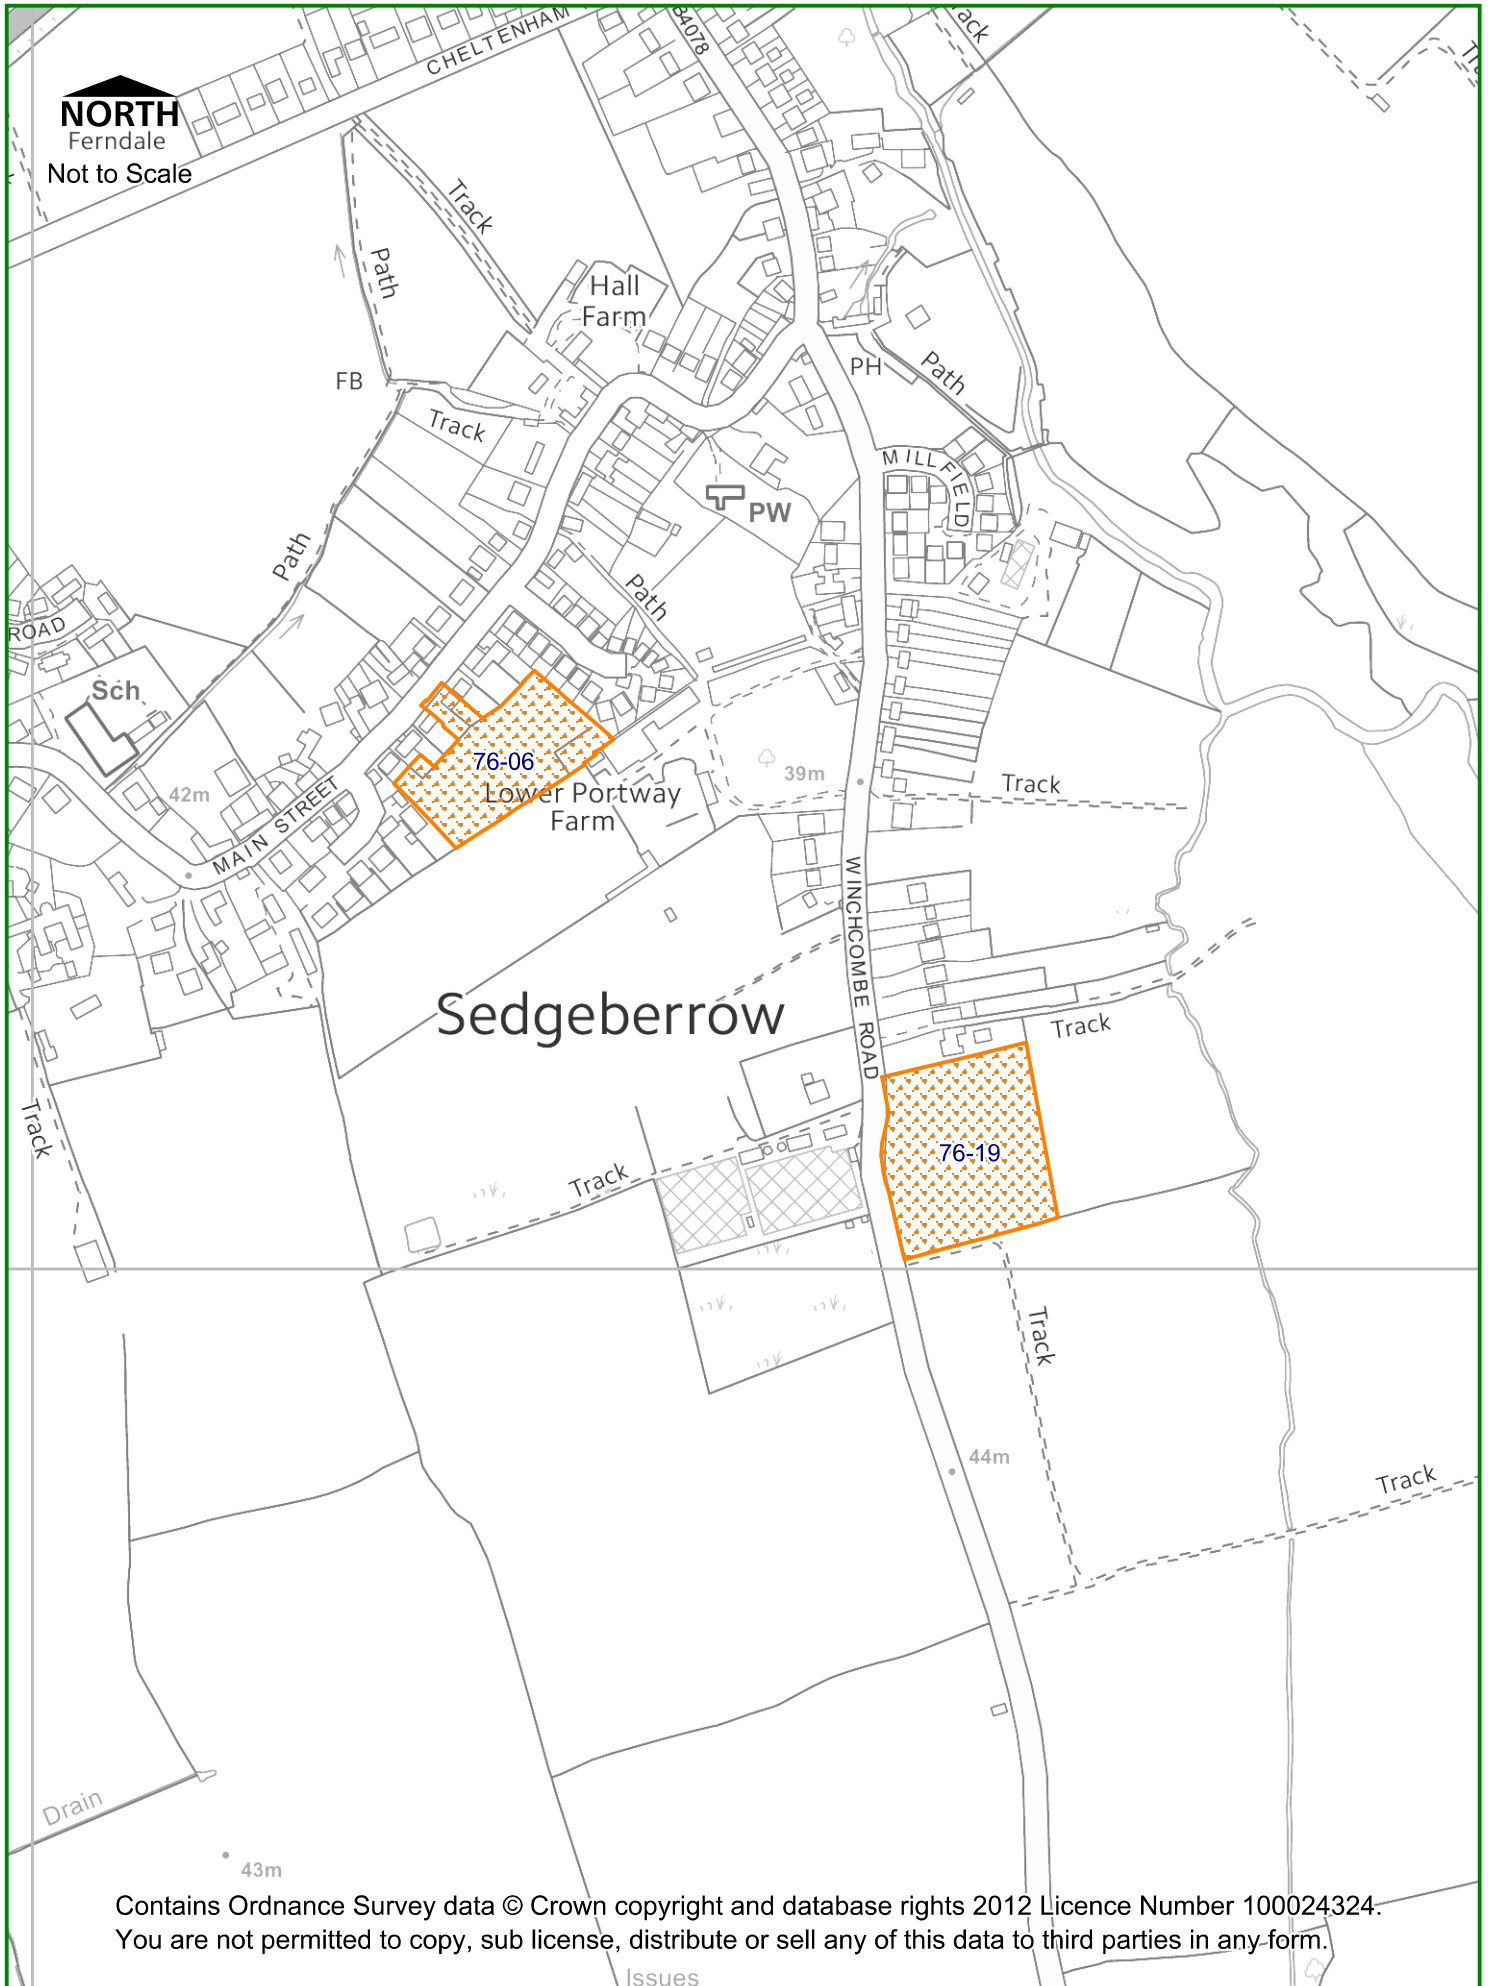 CHELTENHAM
B4078
Track
Tr
NORTH
Ferndale
Not to Scale
Track
Path
Hall
Farm
FB
Track
PH
Path
MILLFIELD
PW
Path
Path
ROAD
Sch
76-06
Lower Portway
Farm
39m
Track
42m
MAIN STREET
WINCHCOMBE ROAD
Sedgeberrow
Track
Track
76-19
Track
Track
44m
Track
Drain
43m
Contains Ordnance Survey data © Crown copyright and database rights 2012 Licence Number 100024324.
You are not permitted to copy, sub license, distribute or sell any of this data to third parties in any form.
Issues